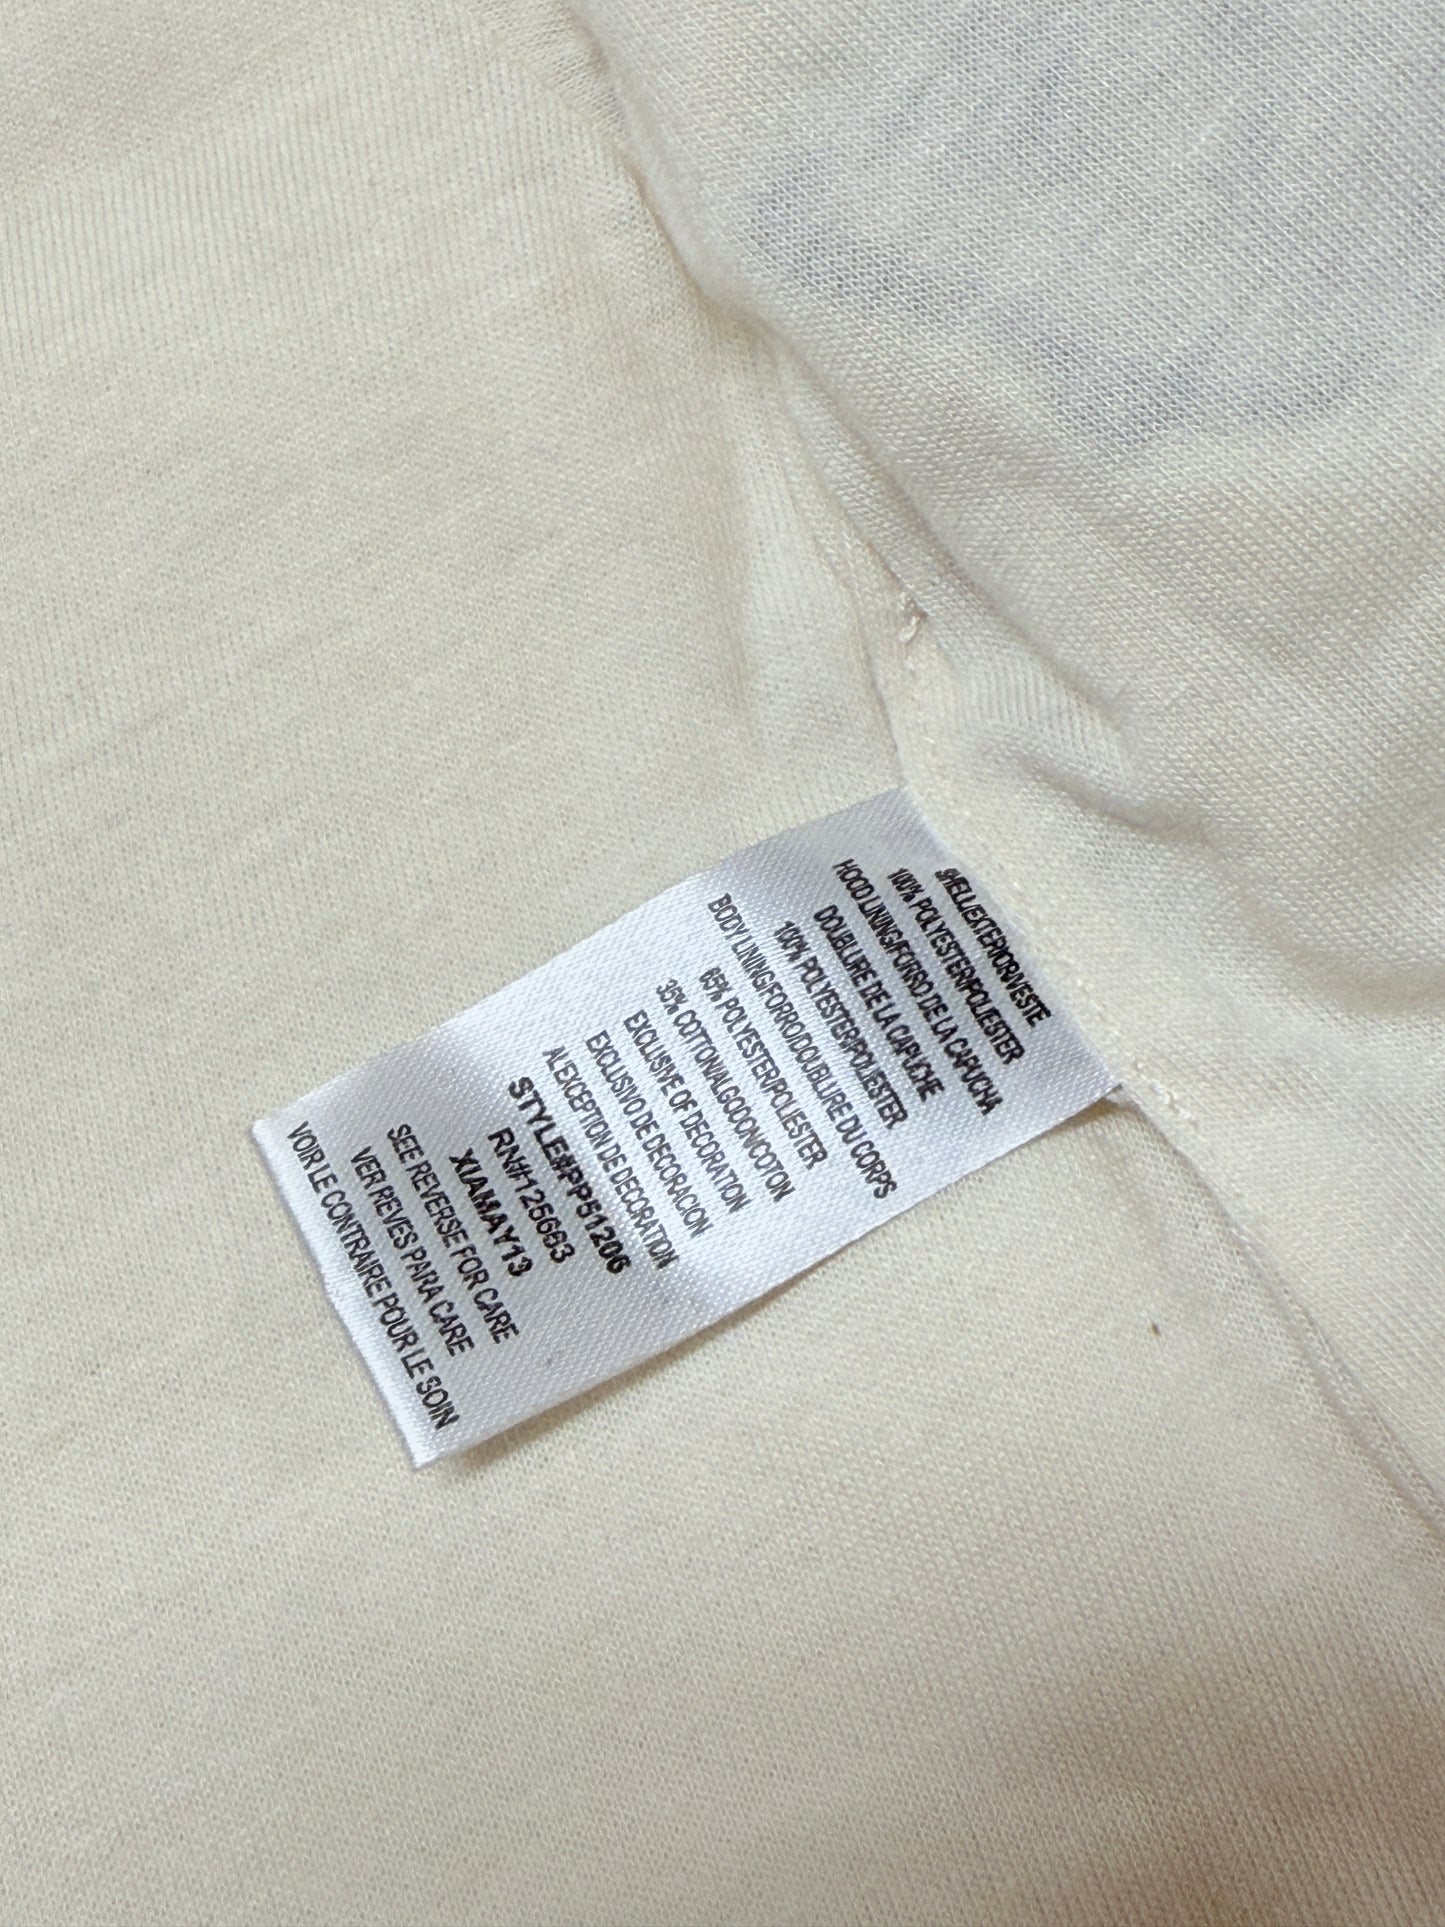 SHELL/EXTERIOR/VESTE
100% POLYESTER/POLIESTER
HOOD LINING/FORRO DE LA CAPUCHA
DOUBLURE DE LA CAPUCHE
100% POLYESTER/POLIESTER
BODY LINING/FORRO/DOUBLURE DU CORPS
65% POLYESTER/POLIESTER
35% COTTON/ALGODON/COTON
EXCLUSIVE OF DECORATION
EXCLUSIVO DE DECORACION
A L'EXCEPTION DE DECORATION
STYLE#PP51206
RN#125663
XIAMAY13
SEE REVERSE FOR CARE
VER REVES PARA CARE
VOIR LE CONTRAIRE POUR LE SOIN